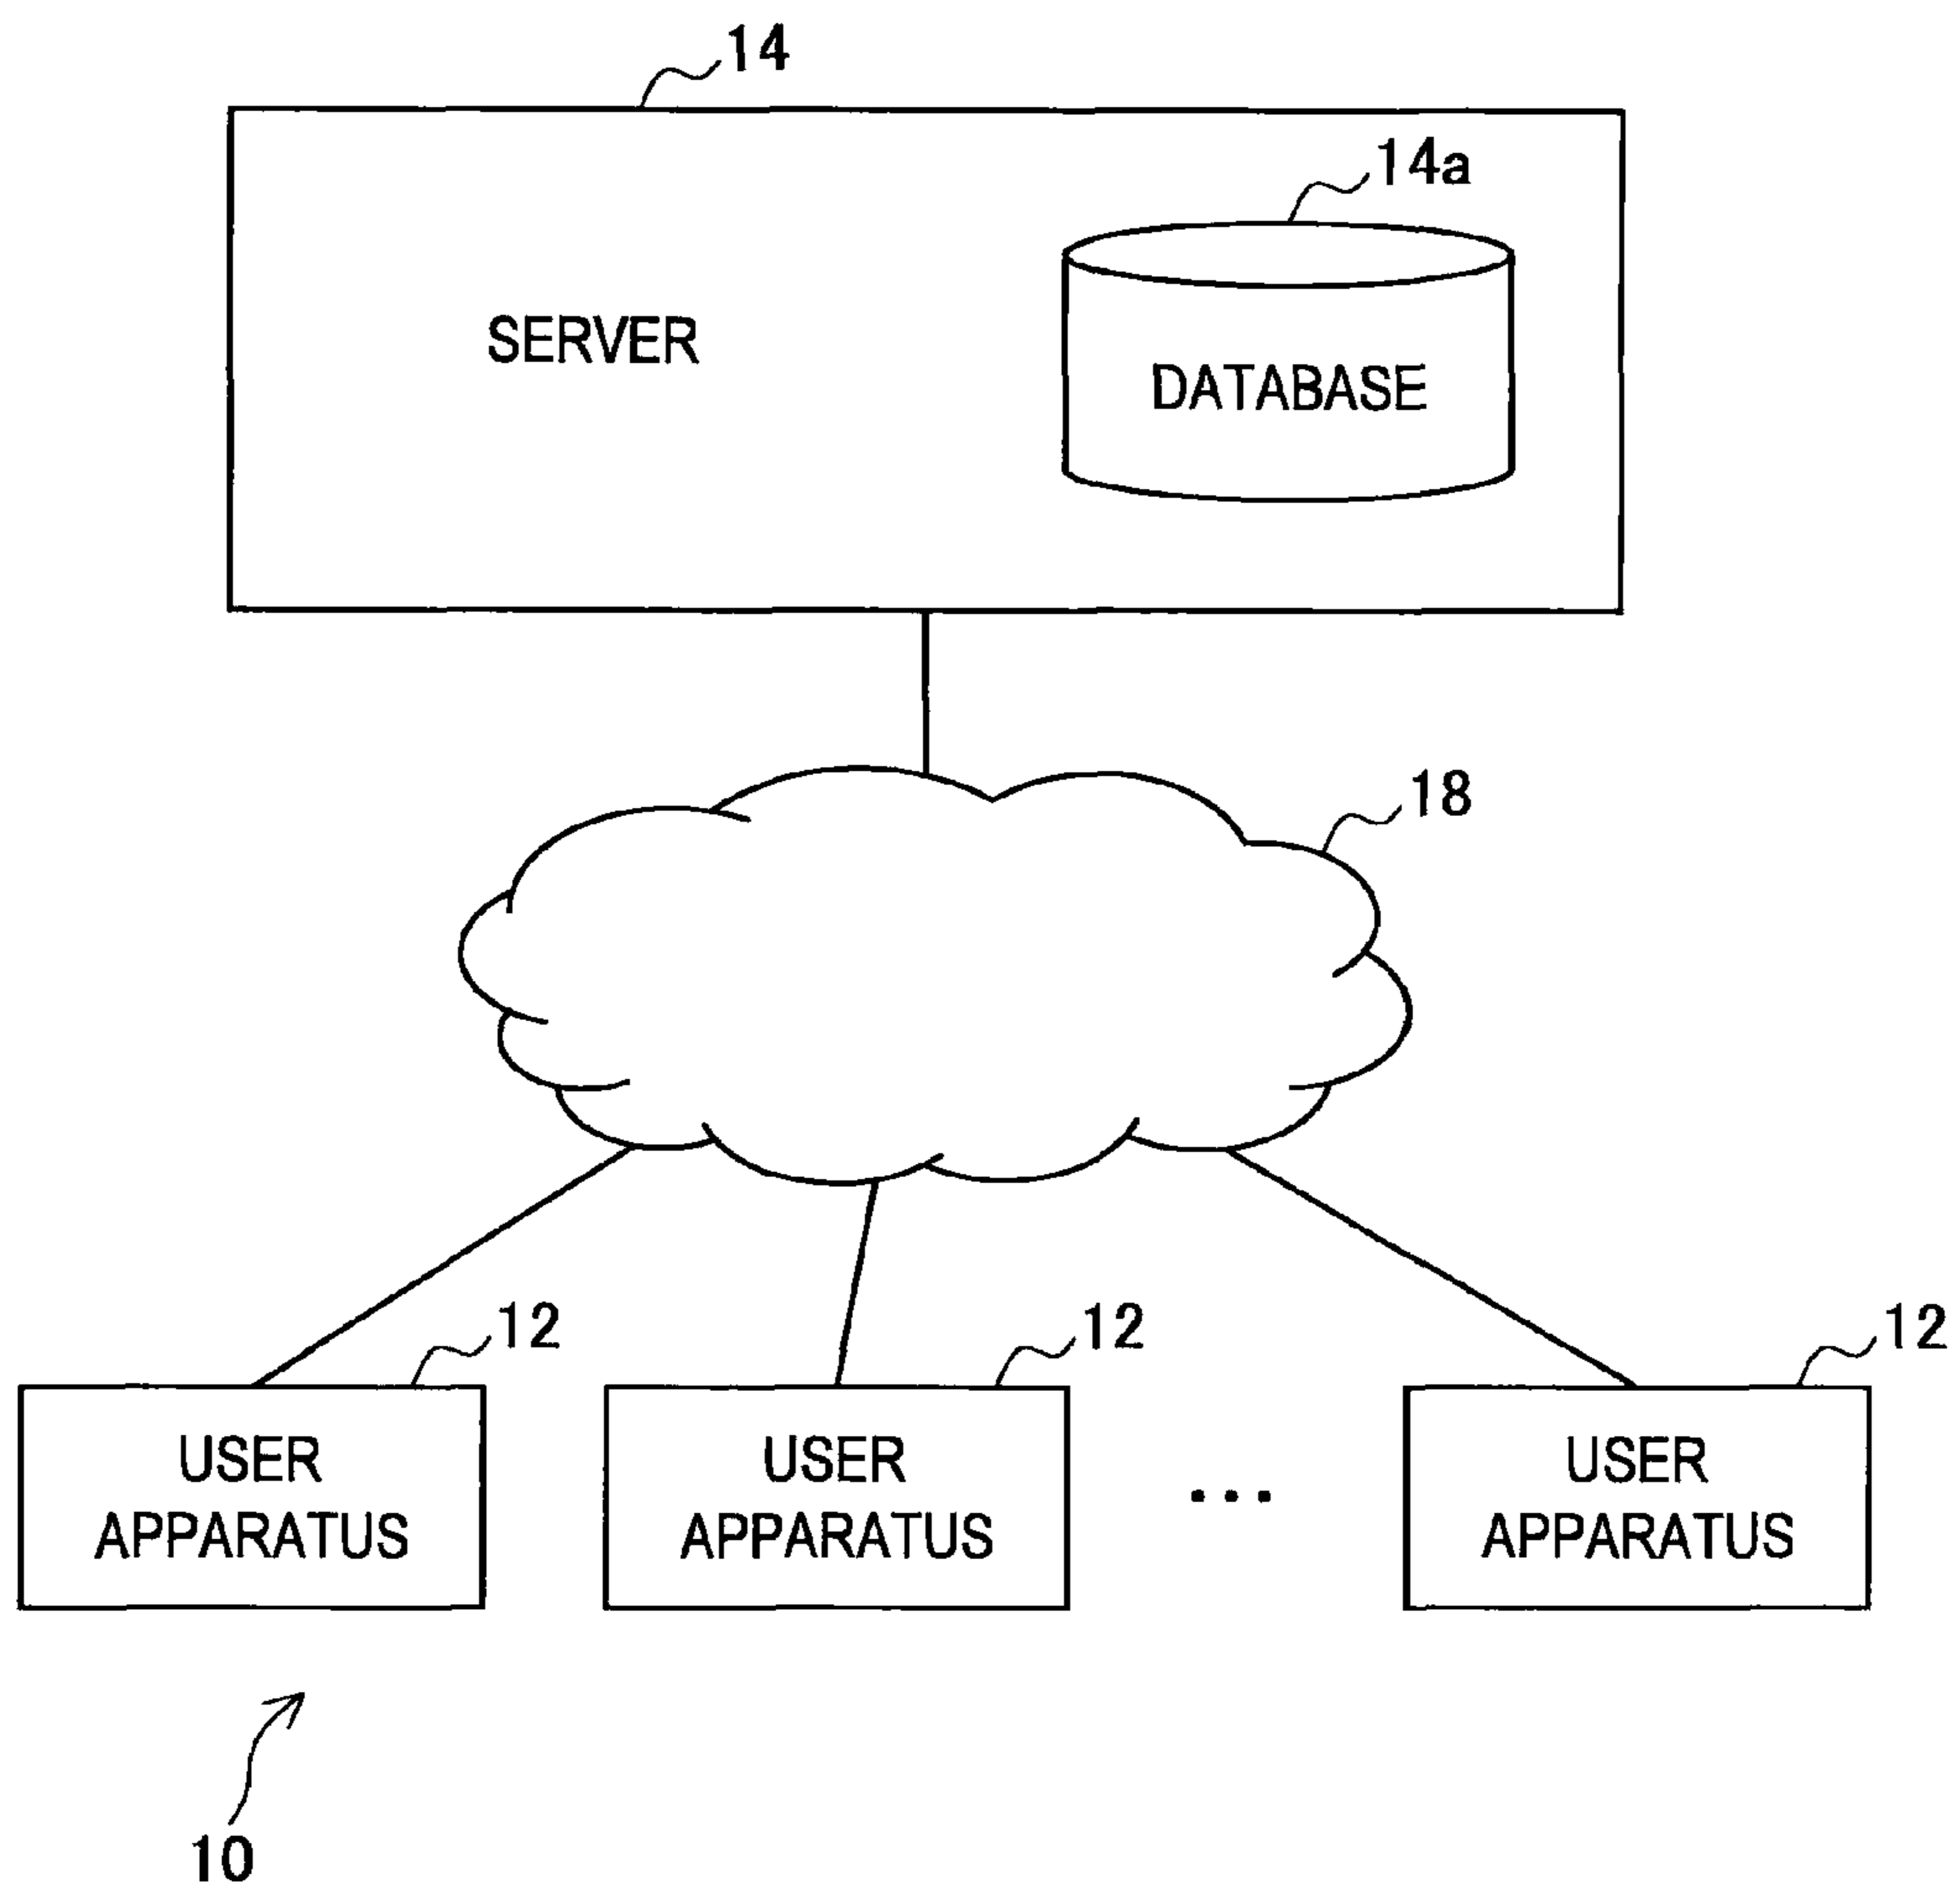 14
14a
SERVER
DATABASE
18
12
12
12
USER
APPARATUS
USER
APPARATUS
...
USER
APPARATUS
10